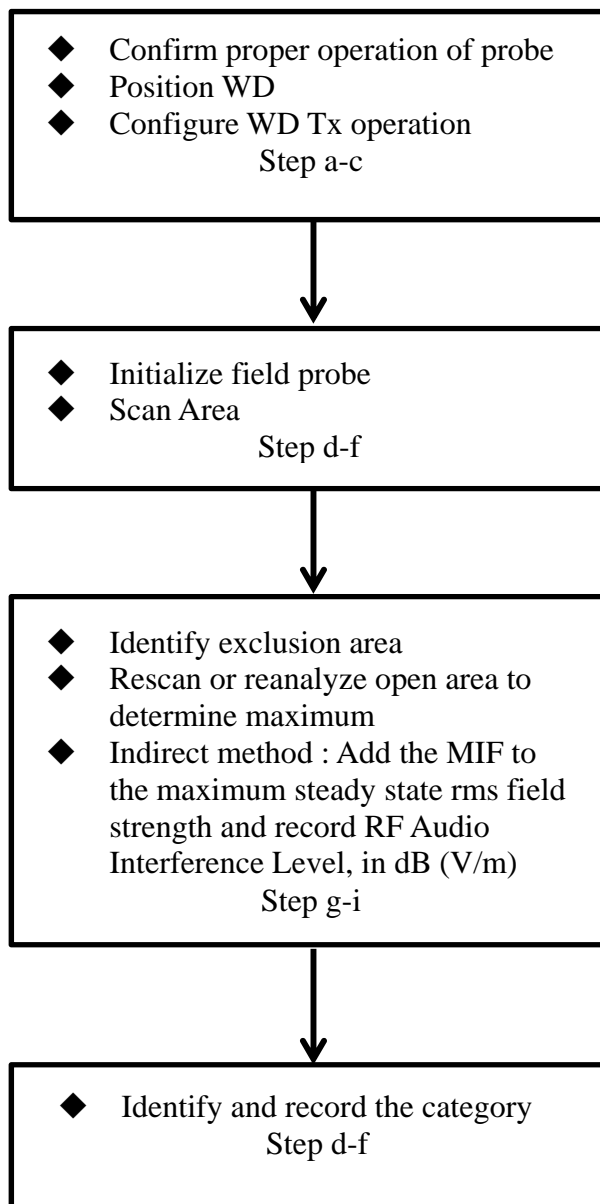 ◆ Confirm proper operation of probe
◆ Position WD
◆ Configure WD Tx operation
Step a-c
◆ Initialize field probe
◆ Scan Area
Step d-f
◆ Identify exclusion area
◆ Rescan or reanalyze open area to
determine maximum
◆ Indirect method : Add the MIF to
the maximum steady state rms field
strength and record RF Audio
Interference Level, in dB (V/m)
Step g-i
◆ Identify and record the category
Step d-f